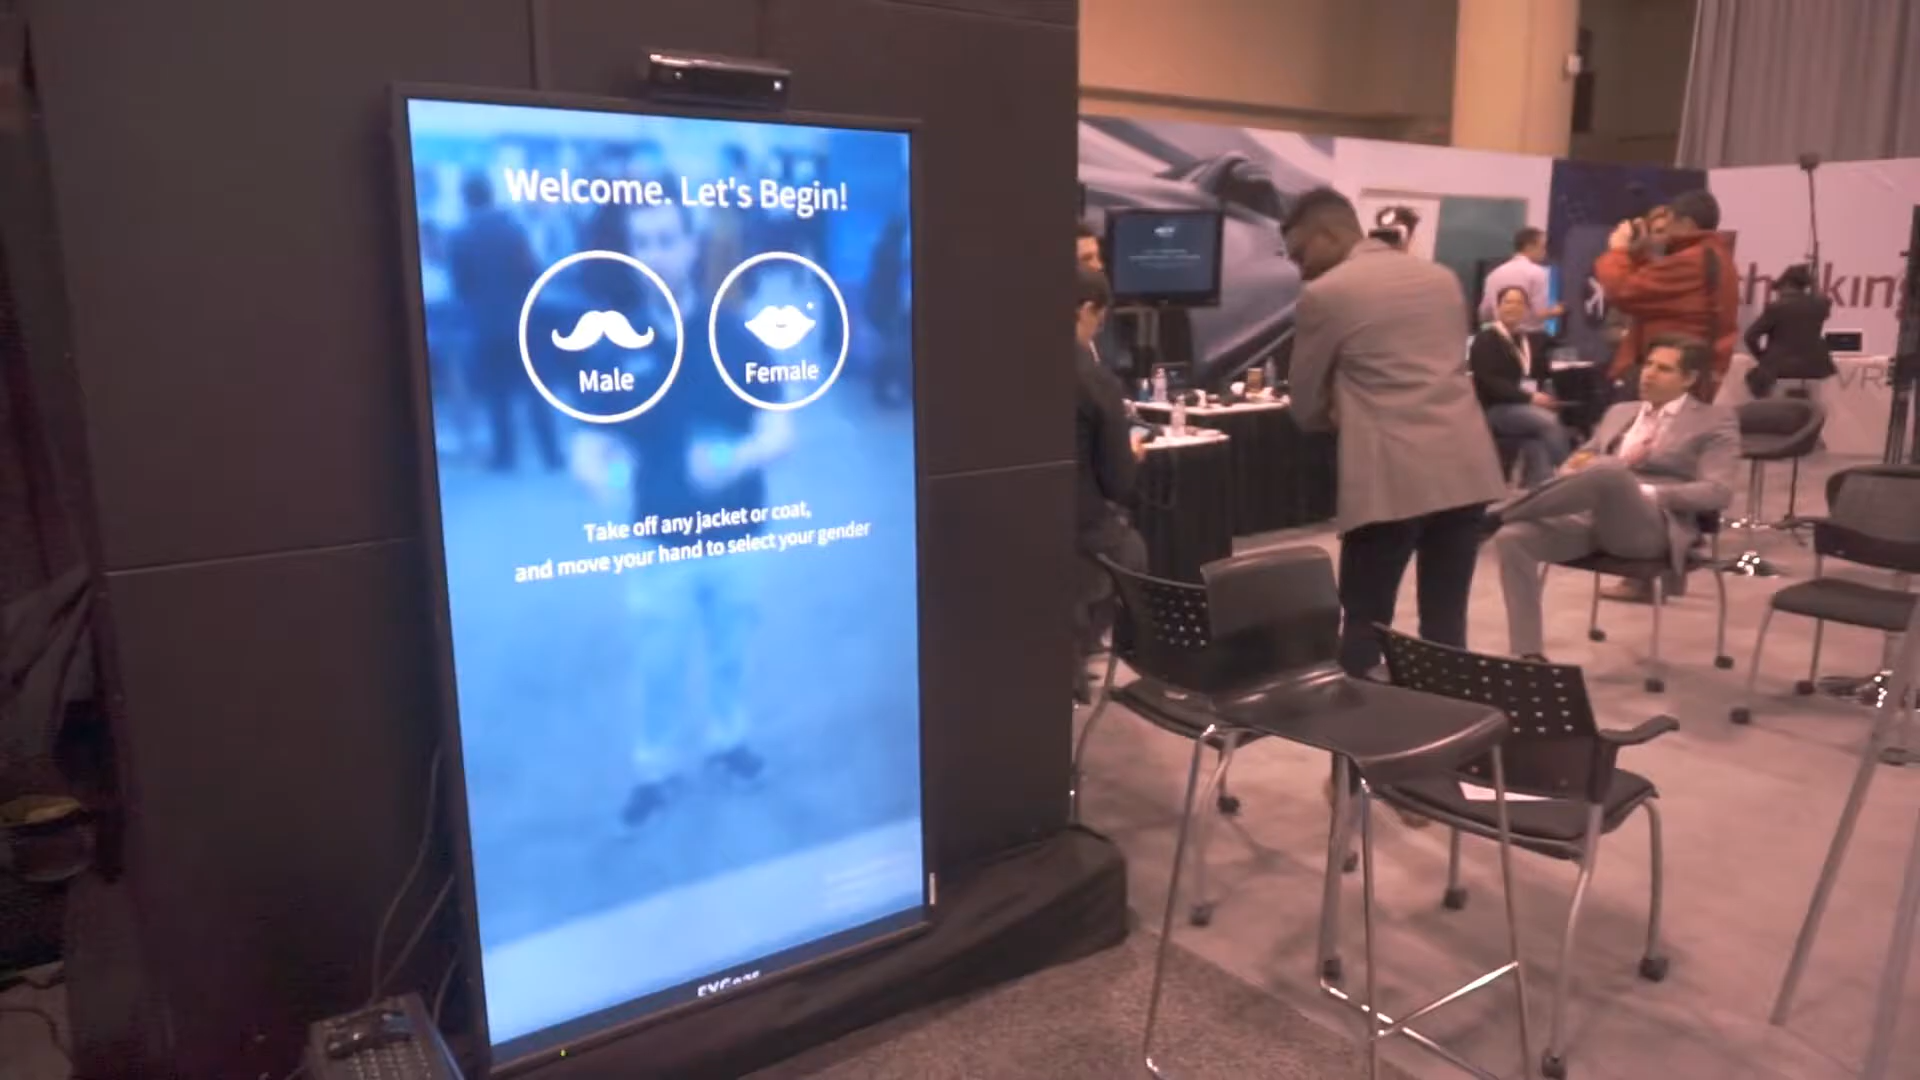 Welcome. Let's Begin!
Male
Female
Take off any jacket or coat,
and move your hand to select your gender
VR